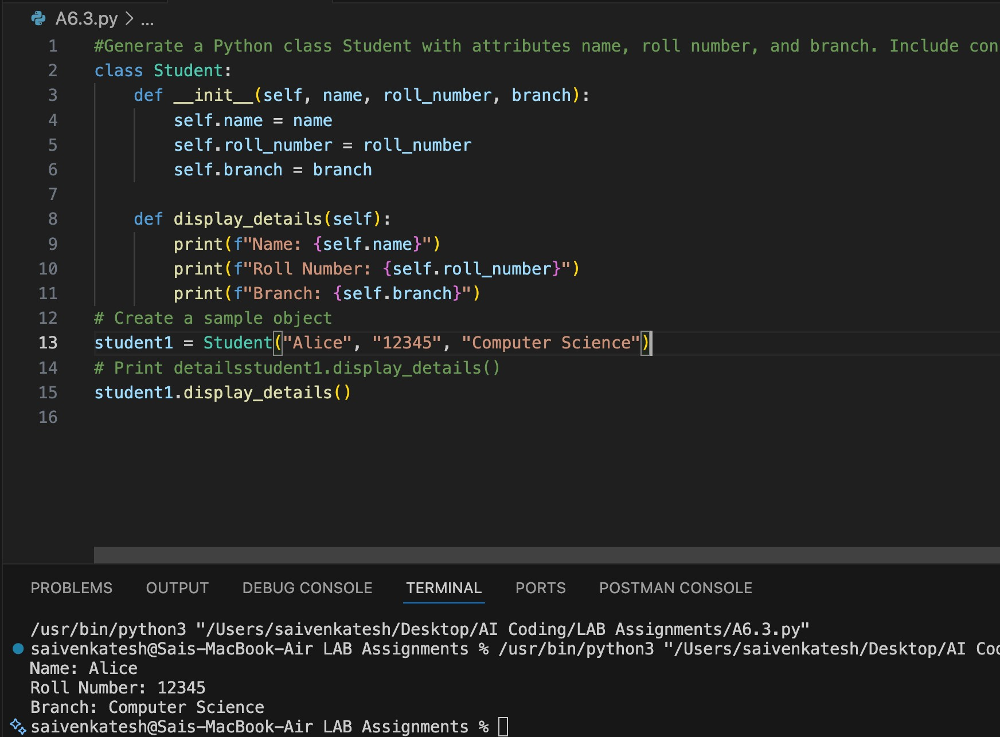 A6.3.py > ...
1 #Generate a Python class Student with attributes name, roll number, and branch. Include con
2 class Student:
3     def __init__(self, name, roll_number, branch):
4         self.name = name
5         self.roll_number = roll_number
6         self.branch = branch
7
8     def display_details(self):
9         print(f"Name: {self.name}")
10         print(f"Roll Number: {self.roll_number}")
11         print(f"Branch: {self.branch}")
12 # Create a sample object
13 student1 = Student("Alice", "12345", "Computer Science")
14 # Print detailsstudent1.display_details()
15 student1.display_details()
16
PROBLEMS OUTPUT DEBUG CONSOLE TERMINAL PORTS POSTMAN CONSOLE
/usr/bin/python3 "/Users/saivenkatesh/Desktop/AI Coding/LAB Assignments/A6.3.py"
saivenkatesh@Sais-MacBook-Air LAB Assignments % /usr/bin/python3 "/Users/saivenkatesh/Desktop/AI Cod
Name: Alice
Roll Number: 12345
Branch: Computer Science
saivenkatesh@Sais-MacBook-Air LAB Assignments %